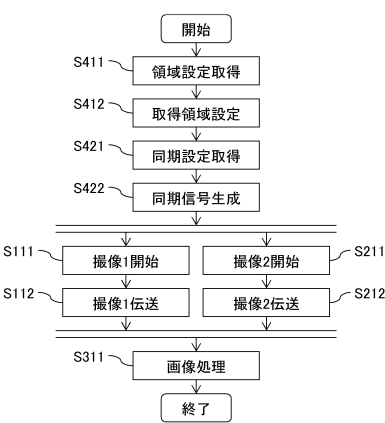 開始
S411 領域設定取得
S412 取得領域設定
S421 同期設定取得
S422 同期信号生成
S111 撮像1開始 撮像2開始 S211
S112 撮像1伝送 撮像2伝送 S212
S311 画像処理
終了